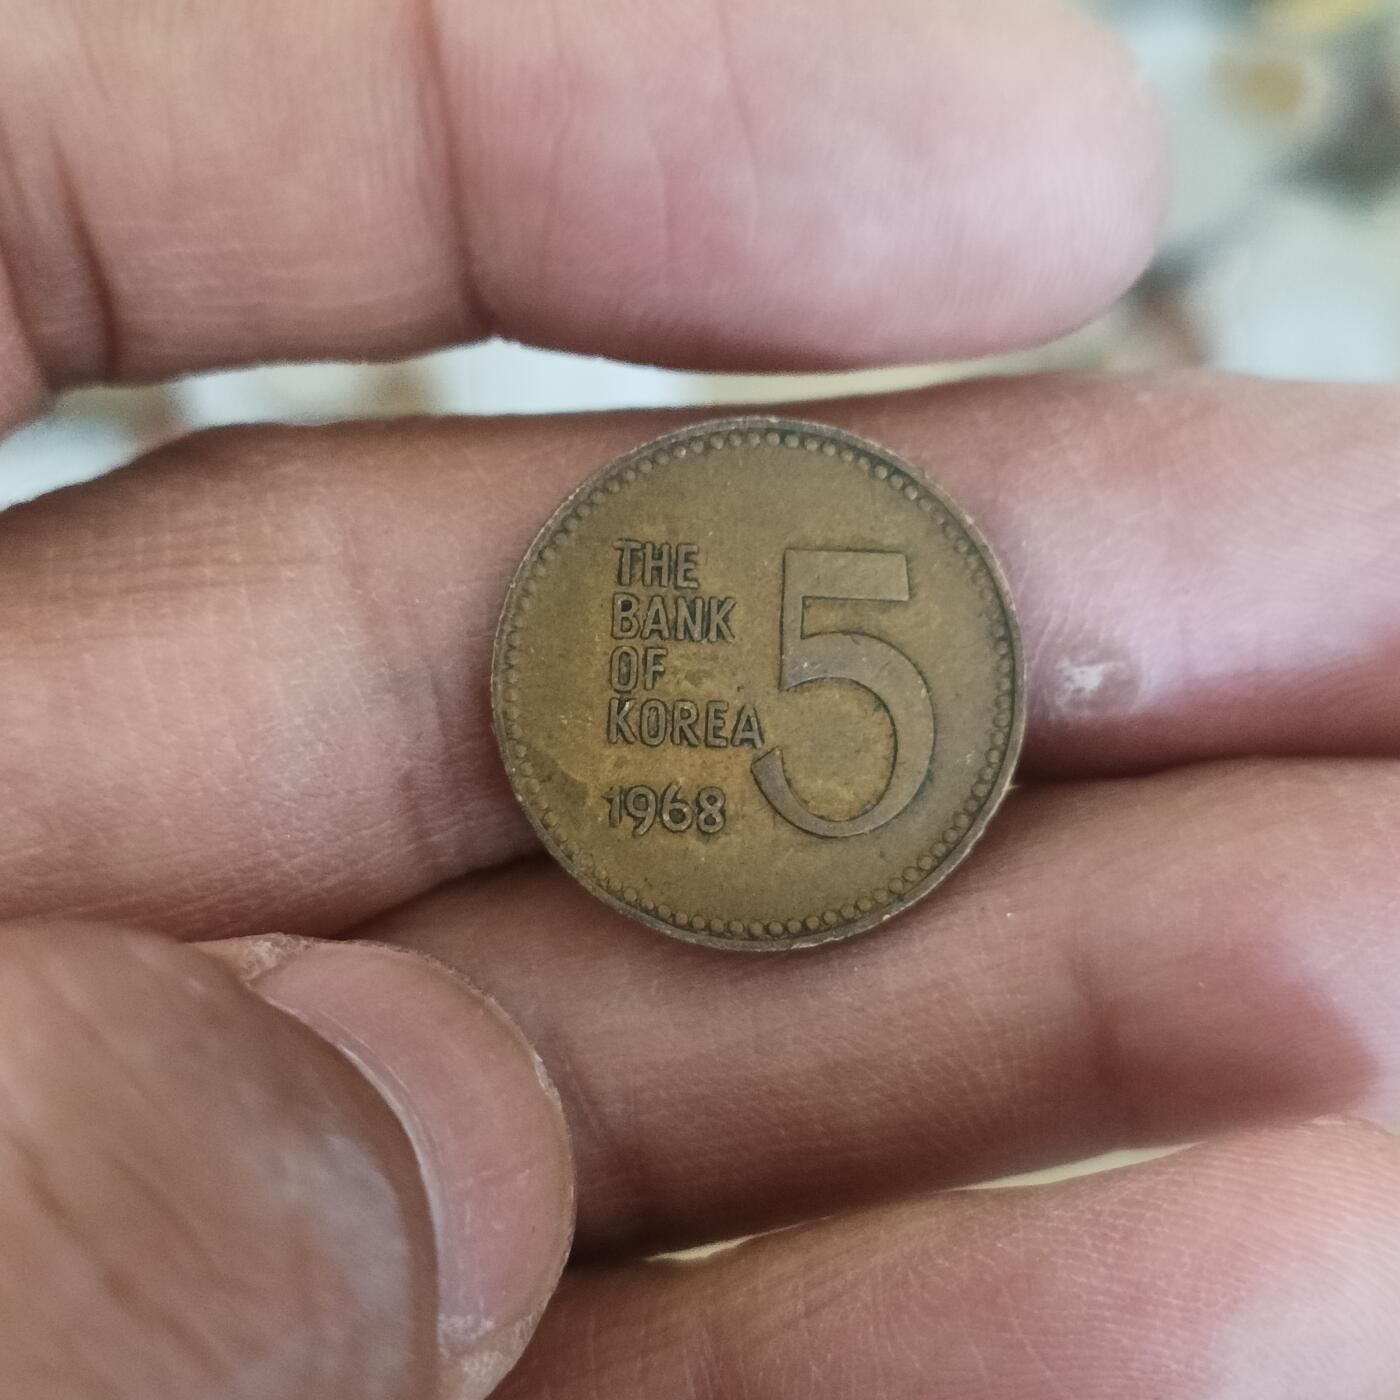 THE
BANK
OF
KOREA
1968
5